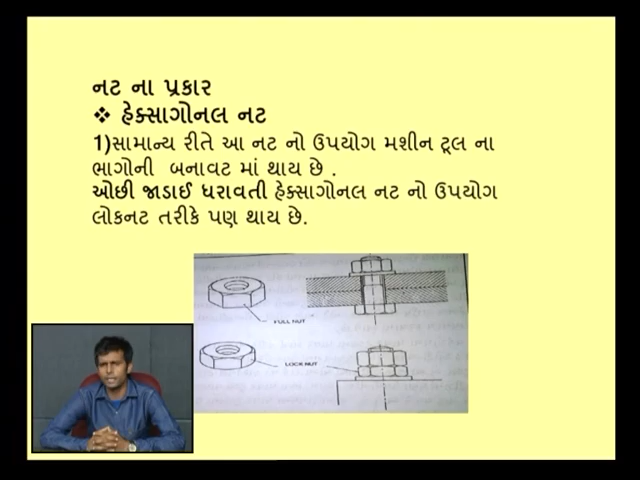 નટ ના પ્રકાર
❖ હેક્સાગોનલ નટ
1)સામાન્ય રીતે આ નટ નો ઉપયોગ મશીન ટૂલ ના
ભાગોની બનાવટ માં થાય છે .
ઓછી જાડાઈ ધરાવતી હેક્સાગોનલ નટ નો ઉપયોગ
લોકનટ તરીકે પણ થાય છે.
FULL NUT
LOCK NUT